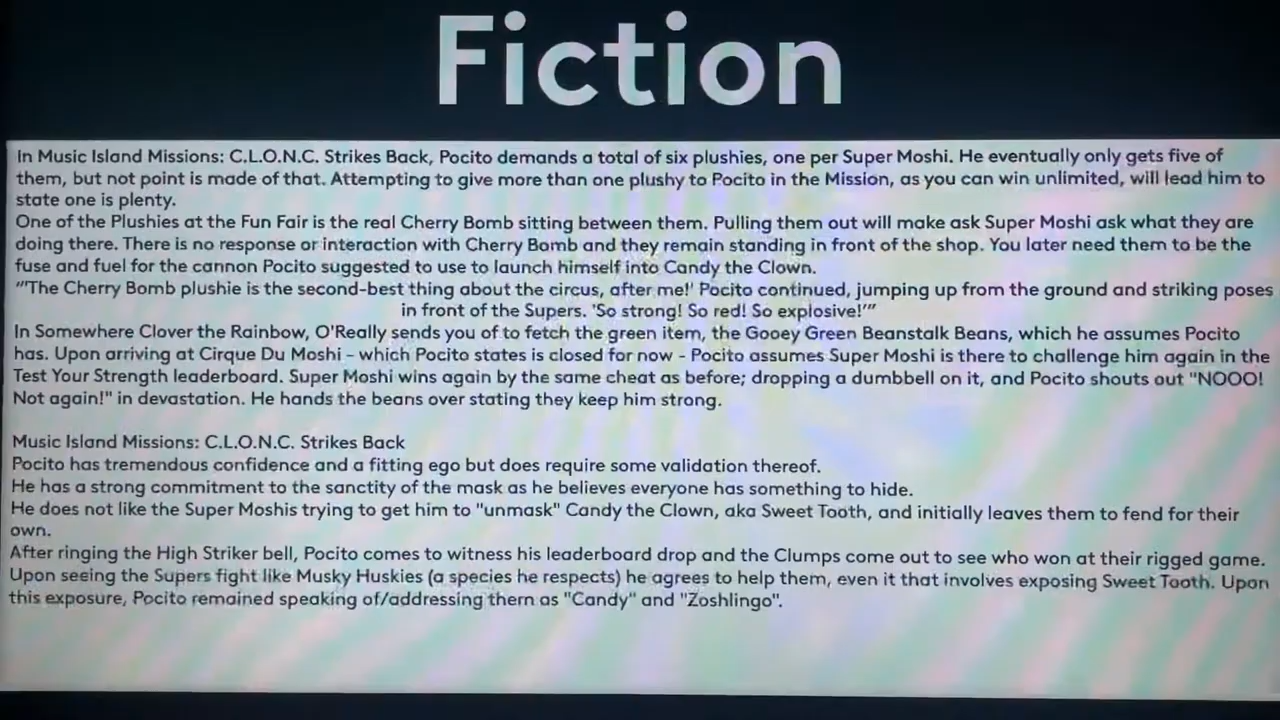 Fiction
In Music Island Missions: C.L.O.N.C. Strikes Back, Pocito demands a total of six plushies, one per Super Moshi. He eventually only gets five of
them, but not point is made of that. Attempting to give more than one plushy to Pocito in the Mission, as you can win unlimited, will lead him to
state one is plenty.
One of the Plushies at the Fun Fair is the real Cherry Bomb sitting between them. Pulling them out will make ask Super Moshi ask what they are
doing there. There is no response or interaction with Cherry Bomb and they remain standing in front of the shop. You later need them to be the
fuse and fuel for the cannon Pocito suggested to use to launch himself into Candy the Clown.
"'The Cherry Bomb plushie is the second-best thing about the circus, after me!' Pocito continued, jumping up from the ground and striking poses
in front of the Supers. 'So strong! So red! So explosive!'"
In Somewhere Clover the Rainbow, O'Really sends you of to fetch the green item, the Gooey Green Beanstalk Beans, which he assumes Pocito
has. Upon arriving at Cirque Du Moshi - which Pocito states is closed for now - Pocito assumes Super Moshi is there to challenge him again in the
Test Your Strength leaderboard. Super Moshi wins again by the same cheat as before; dropping a dumbbell on it, and Pocito shouts out "NOOO!
Not again!" in devastation. He hands the beans over stating they keep him strong.
Music Island Missions: C.L.O.N.C. Strikes Back
Pocito has tremendous confidence and a fitting ego but does require some validation thereof.
He has a strong commitment to the sanctity of the mask as he believes everyone has something to hide.
He does not like the Super Moshis trying to get him to "unmask" Candy the Clown, aka Sweet Tooth, and initially leaves them to fend for their
own.
After ringing the High Striker bell, Pocito comes to witness his leaderboard drop and the Clumps come out to see who won at their rigged game.
Upon seeing the Supers fight like Musky Huskies (a species he respects) he agrees to help them, even it that involves exposing Sweet Tooth. Upon
this exposure, Pocito remained speaking of/addressing them as "Candy" and "Zoshlingo".